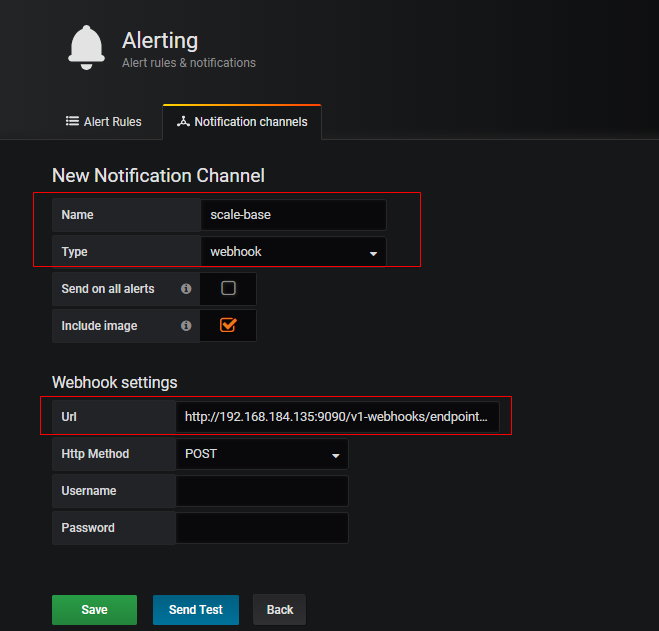 Alerting
Alert rules & notifications
Alert Rules
Notification channels
New Notification Channel
Name scale-base
Type webhook
Send on all alerts
Include image
Webhook settings
Url http://192.168.184.135:9090/v1-webhooks/endpoint...
Http Method POST
Username
Password
Save Send Test Back